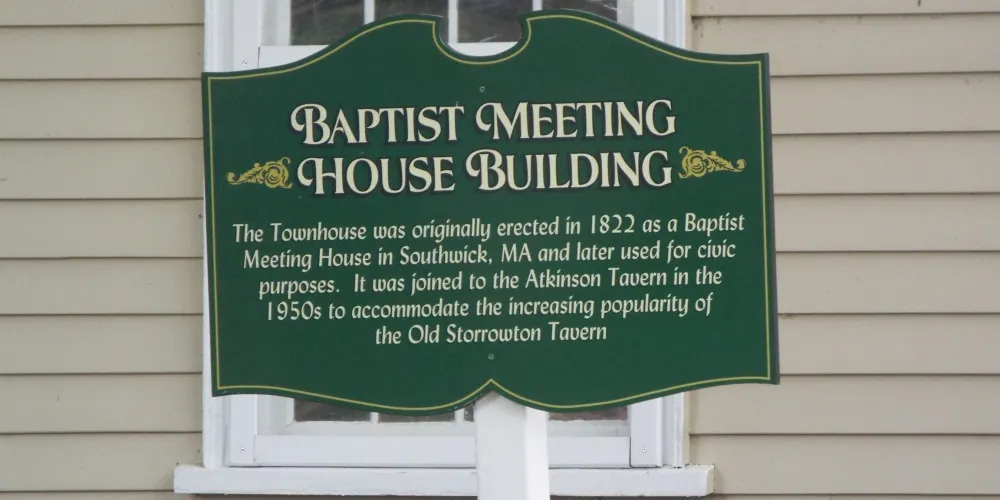 BAPTIST MEETING
HOUSE BUILDING
The Townhouse was originally erected in 1822 as a Baptist
Meeting House in Southwick, MA and later used for civic
purposes. It was joined to the Atkinson Tavern in the
1950s to accommodate the increasing popularity of
the Old Storrowton Tavern